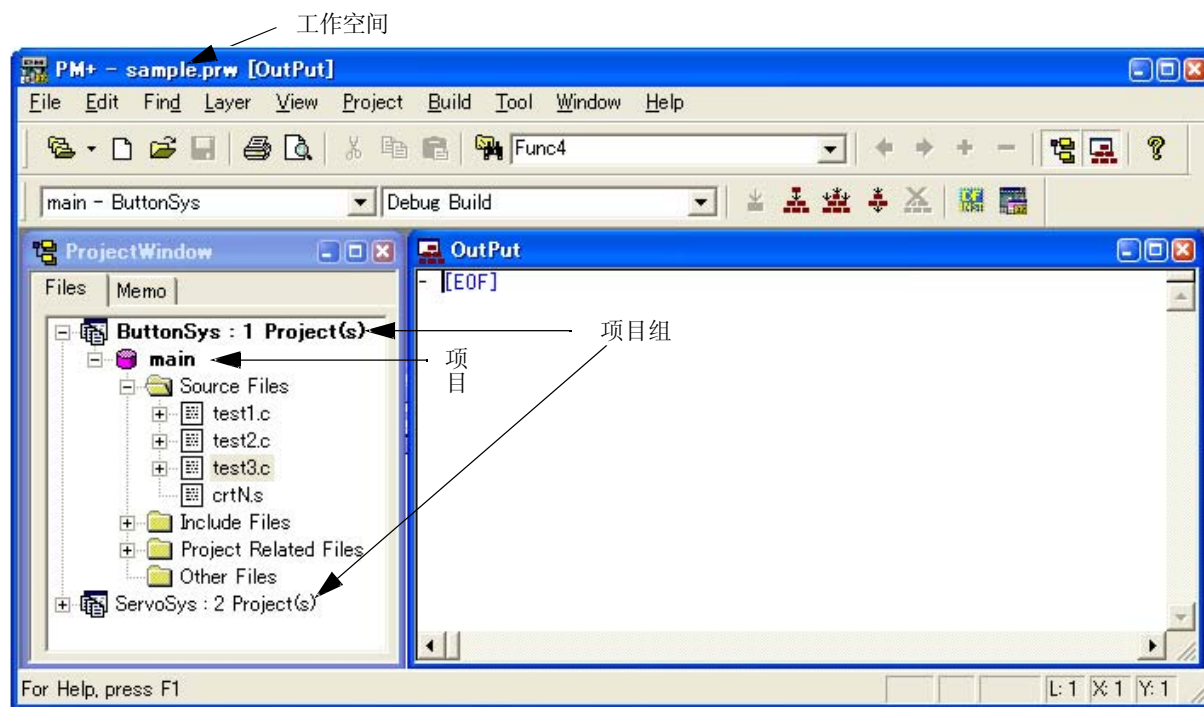 工作空间
PM+ - sample.prw [OutPut]
File Edit Find Layer View Project Build Tool Window Help
Func4
main - ButtonSys Debug Build
ProjectWindow
Files Memo
ButtonSys : 1 Project(s)
main
Source Files
test1.c
test2.c
test3.c
crtN.s
Include Files
Project Related Files
Other Files
ServoSys : 2 Project(s)
OutPut
[EOF]
项目组
项
目
For Help, press F1
L: 1 X: 1 Y: 1